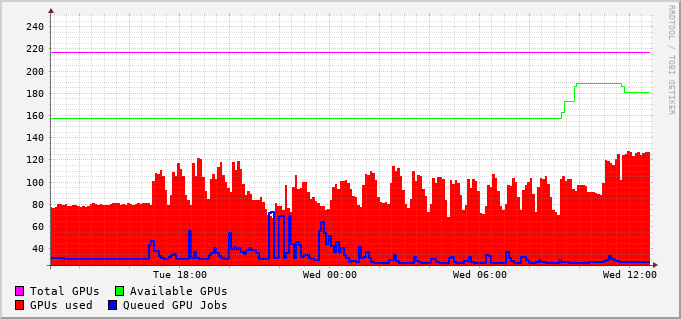 240
220
200
180
160
140
120
100
80
60
40
Tue 18:00 Wed 00:00 Wed 06:00 Wed 12:00
Total GPUs Available GPUs
GPUs used Queued GPU Jobs
RRDTOOL / TOBI OETIKER